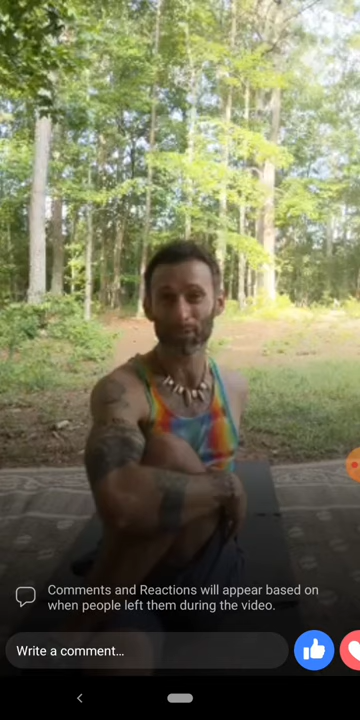 Comments and Reactions will appear based on
when people left them during the video.
Write a comment...